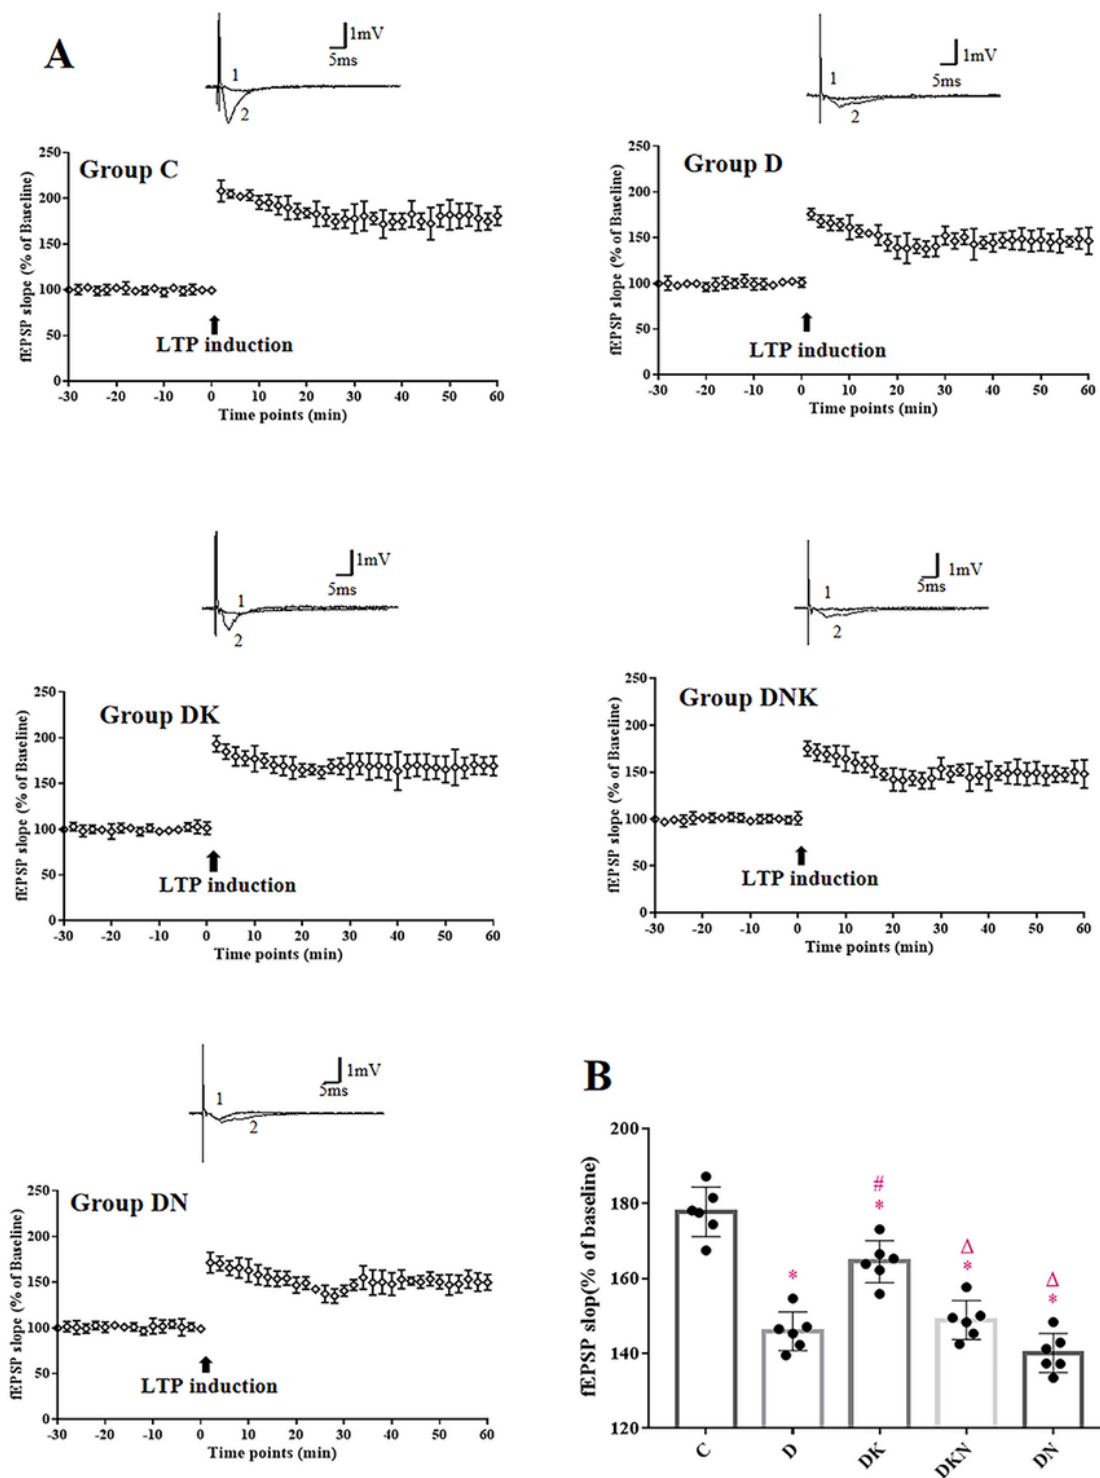 A
1mV
5ms
1
2
Group C
fEPSP slope (% of Baseline)
250
200
150
100
50
0
LTP induction
-30 -20 -10 0 10 20 30 40 50 60
Time points (min)
1mV
5ms
1
2
Group D
fEPSP slope (% of Baseline)
250
200
150
100
50
0
LTP induction
-30 -20 -10 0 10 20 30 40 50 60
Time points (min)
1mV
5ms
1
2
Group DK
fEPSP slope (% of Baseline)
250
200
150
100
50
0
LTP induction
-30 -20 -10 0 10 20 30 40 50 60
Time points (min)
1mV
5ms
1
2
Group DNK
fEPSP slope (% of Baseline)
250
200
150
100
50
0
LTP induction
-30 -20 -10 0 10 20 30 40 50 60
Time points (min)
1mV
5ms
1
2
Group DN
fEPSP slope (% of Baseline)
250
200
150
100
50
0
LTP induction
-30 -20 -10 0 10 20 30 40 50 60
Time points (min)
B
fEPSP slop(% of baseline)
200
180
160
140
120
*
#
*
Δ
*
Δ
*
C D DK DKN DN